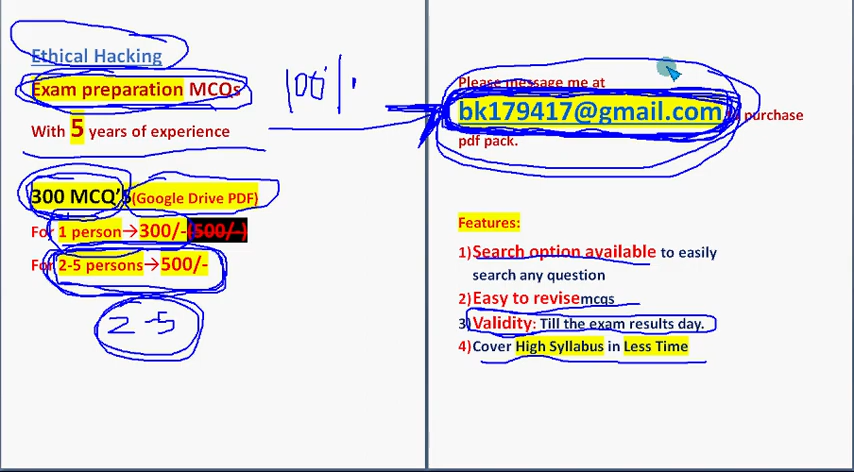 Ethical Hacking
Exam preparation MCQs
With 5 years of experience
100%
300 MCQ's (Google Drive PDF)
For 1 person→300/-(500/-)
For 2-5 persons→500/-
2-5
Please message me at
bk179417@gmail.com purchase
pdf pack.
Features:
1)Search option available to easily
search any question
2)Easy to revise mcqs
3)Validity: Till the exam results day.
4)Cover High Syllabus in Less Time